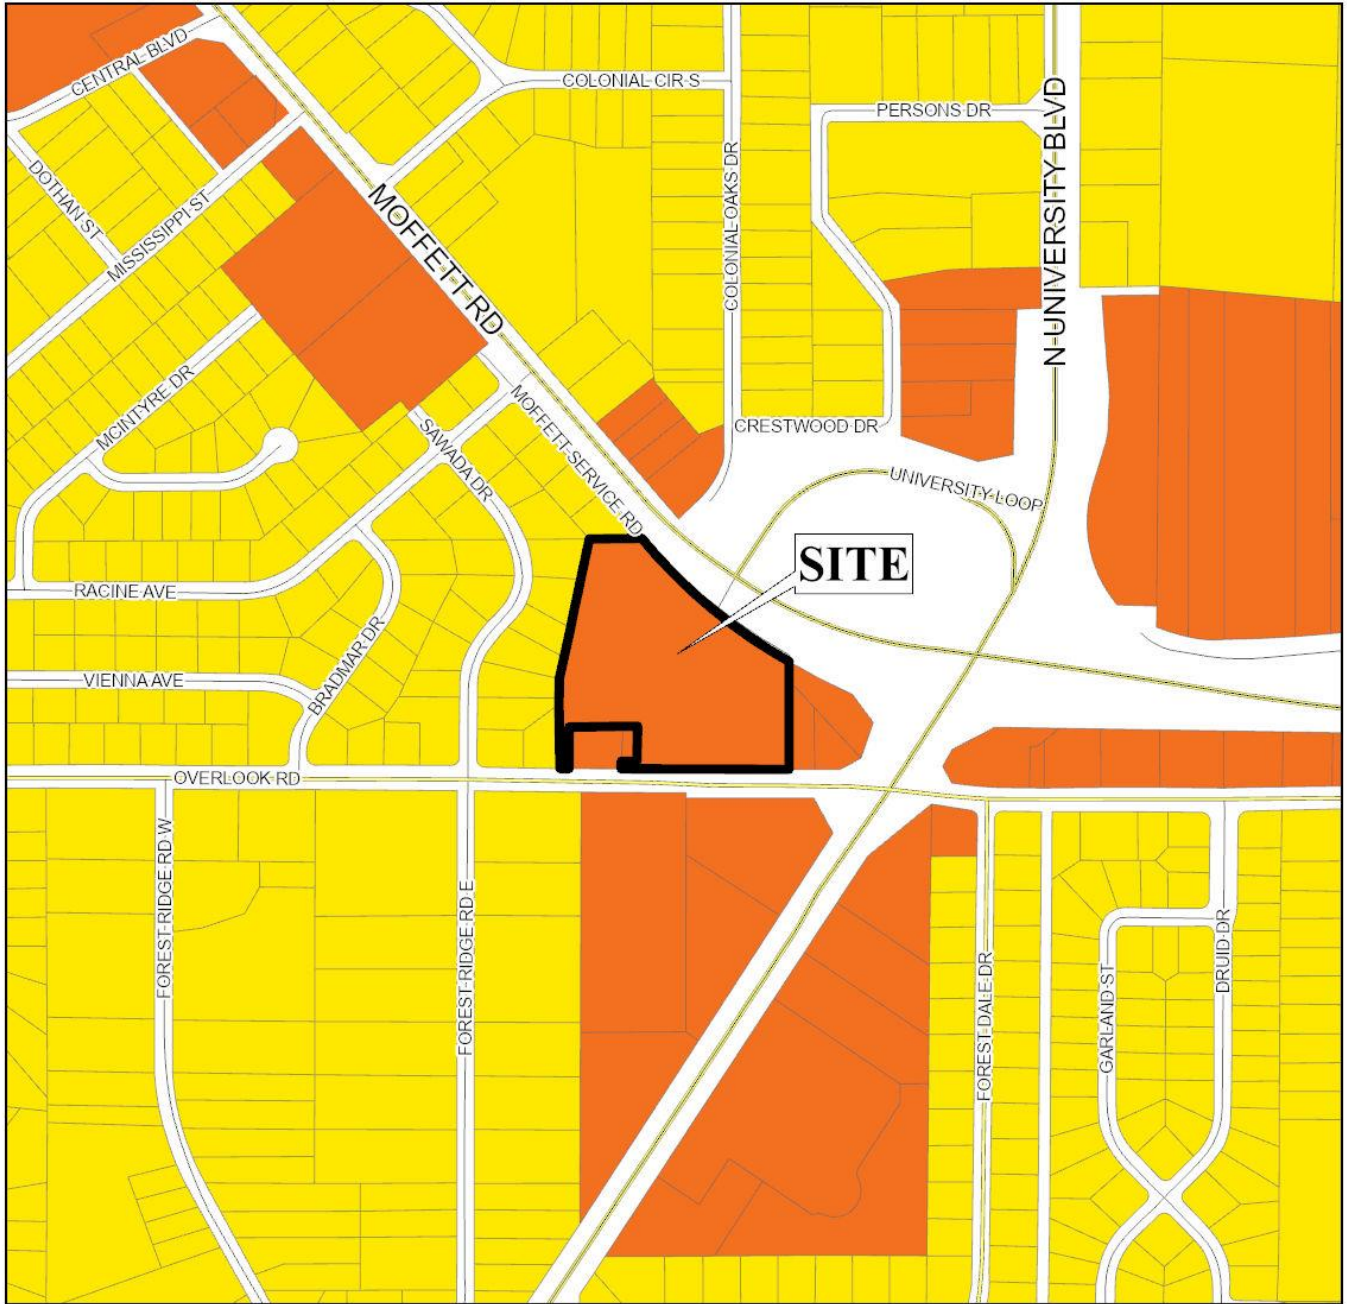 CENTRAL BLVD
COLONIAL CIR S
PERSONS DR
N UNIVERSITY BLVD
DOTHAN ST
MISSISSIPPI ST
MOFFETT RD
COLONIAL OAKS DR
MCINTYRE DR
SAWADA DR
MOFFETT SERVICE RD
CRESTWOOD DR
UNIVERSITY LOOP
SITE
RACINE AVE
BRADMAR DR
VIENNA AVE
OVERLOOK RD
FOREST RIDGE RD W
FOREST RIDGE RD E
FOREST DALE DR
GARLAND ST
DRUID DR